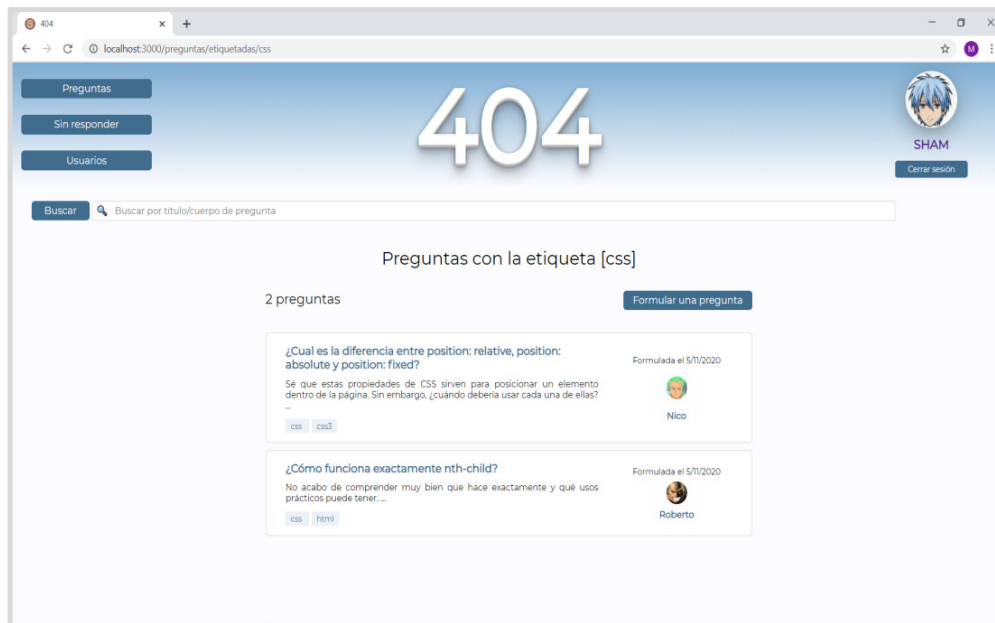 404
localhost:3000/preguntas/etiquetadas/css
M
Preguntas
Sin responder
Usuarios
404
SHAM
Cerrar sesión
Buscar
Buscar por título/cuerpo de pregunta
Preguntas con la etiqueta [css]
2 preguntas
Formular una pregunta
¿Cual es la diferencia entre position: relative, position:
absolute y position: fixed?
Sé que estas propiedades de CSS sirven para posicionar un elemento
dentro de la página. Sin embargo, ¿cuándo debería usar cada una de ellas?
...
css css3
Formulada el 5/11/2020
Nico
¿Cómo funciona exactamente nth-child?
No acabo de comprender muy bien que hace exactamente y qué usos
prácticos puede tener. ...
css html
Formulada el 5/11/2020
Roberto